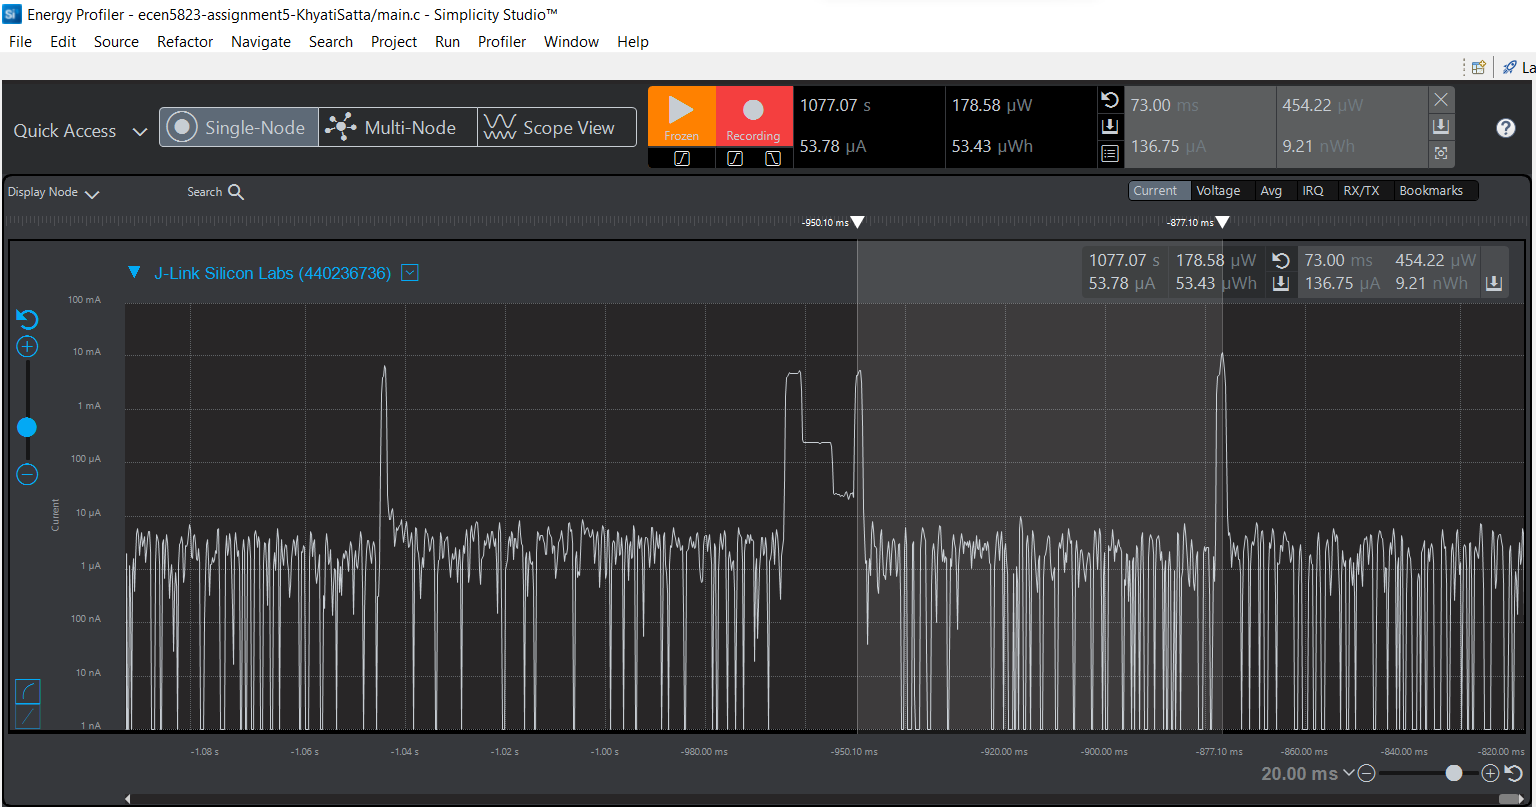 Si Energy Profiler - ecen5823-assignment5-KhyatiSatta/main.c - Simplicity Studio™
File Edit Source Refactor Navigate Search Project Run Profiler Window Help
La
Quick Access Single-Node Multi-Node Scope View Frozen Recording
1077.07 s 178.58 µW 73.00 ms 454.22 µW
53.78 µA 53.43 µWh 136.75 µA 9.21 nWh
Display Node Search Current Voltage Avg IRQ RX/TX Bookmarks
-950.10 ms -877.10 ms
J-Link Silicon Labs (440236736)
1077.07 s 178.58 µW 73.00 ms 454.22 µW
53.78 µA 53.43 µWh 136.75 µA 9.21 nWh
100 mA
10 mA
1 mA
100 µA
10 µA
1 µA
100 nA
10 nA
1 nA
Current
-1.08 s -1.06 s -1.04 s -1.02 s -1.00 s -980.00 ms -950.10 ms -920.00 ms -900.00 ms -877.10 ms -860.00 ms -840.00 ms -820.00 ms
20.00 ms